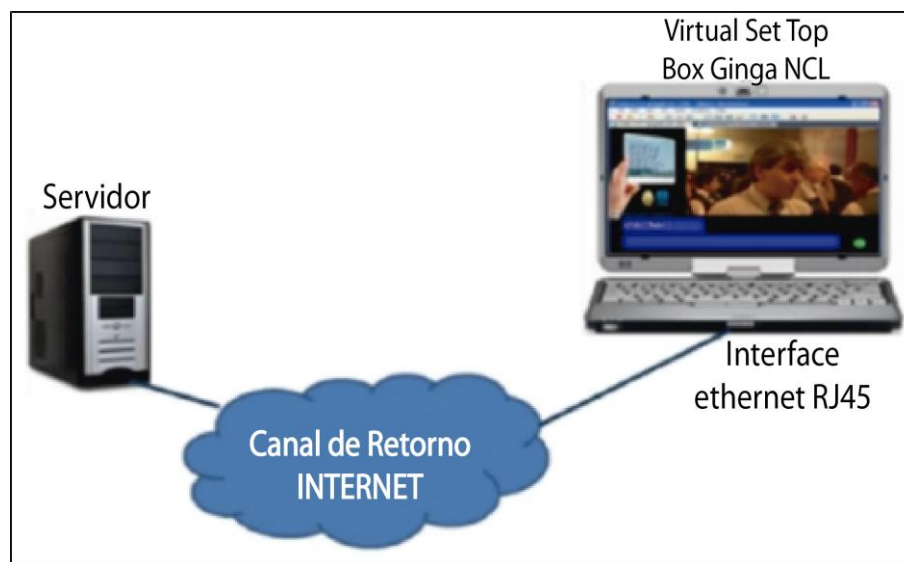 Virtual Set Top
Box Ginga NCL
Servidor
Interface
ethernet RJ45
Canal de Retorno
INTERNET